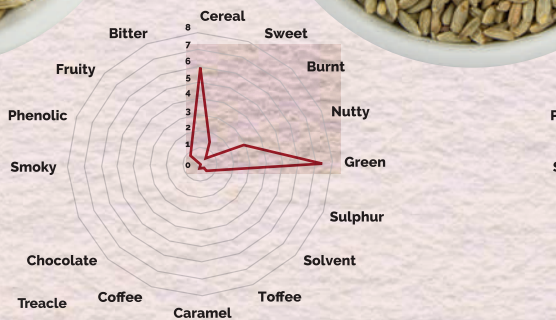 Cereal
Sweet
Burnt
Nutty
Green
Sulphur
Solvent
Toffee
Caramel
Coffee
Treacle
Chocolate
Smoky
Phenolic
Fruity
Bitter
8
7
6
5
4
3
2
1
0